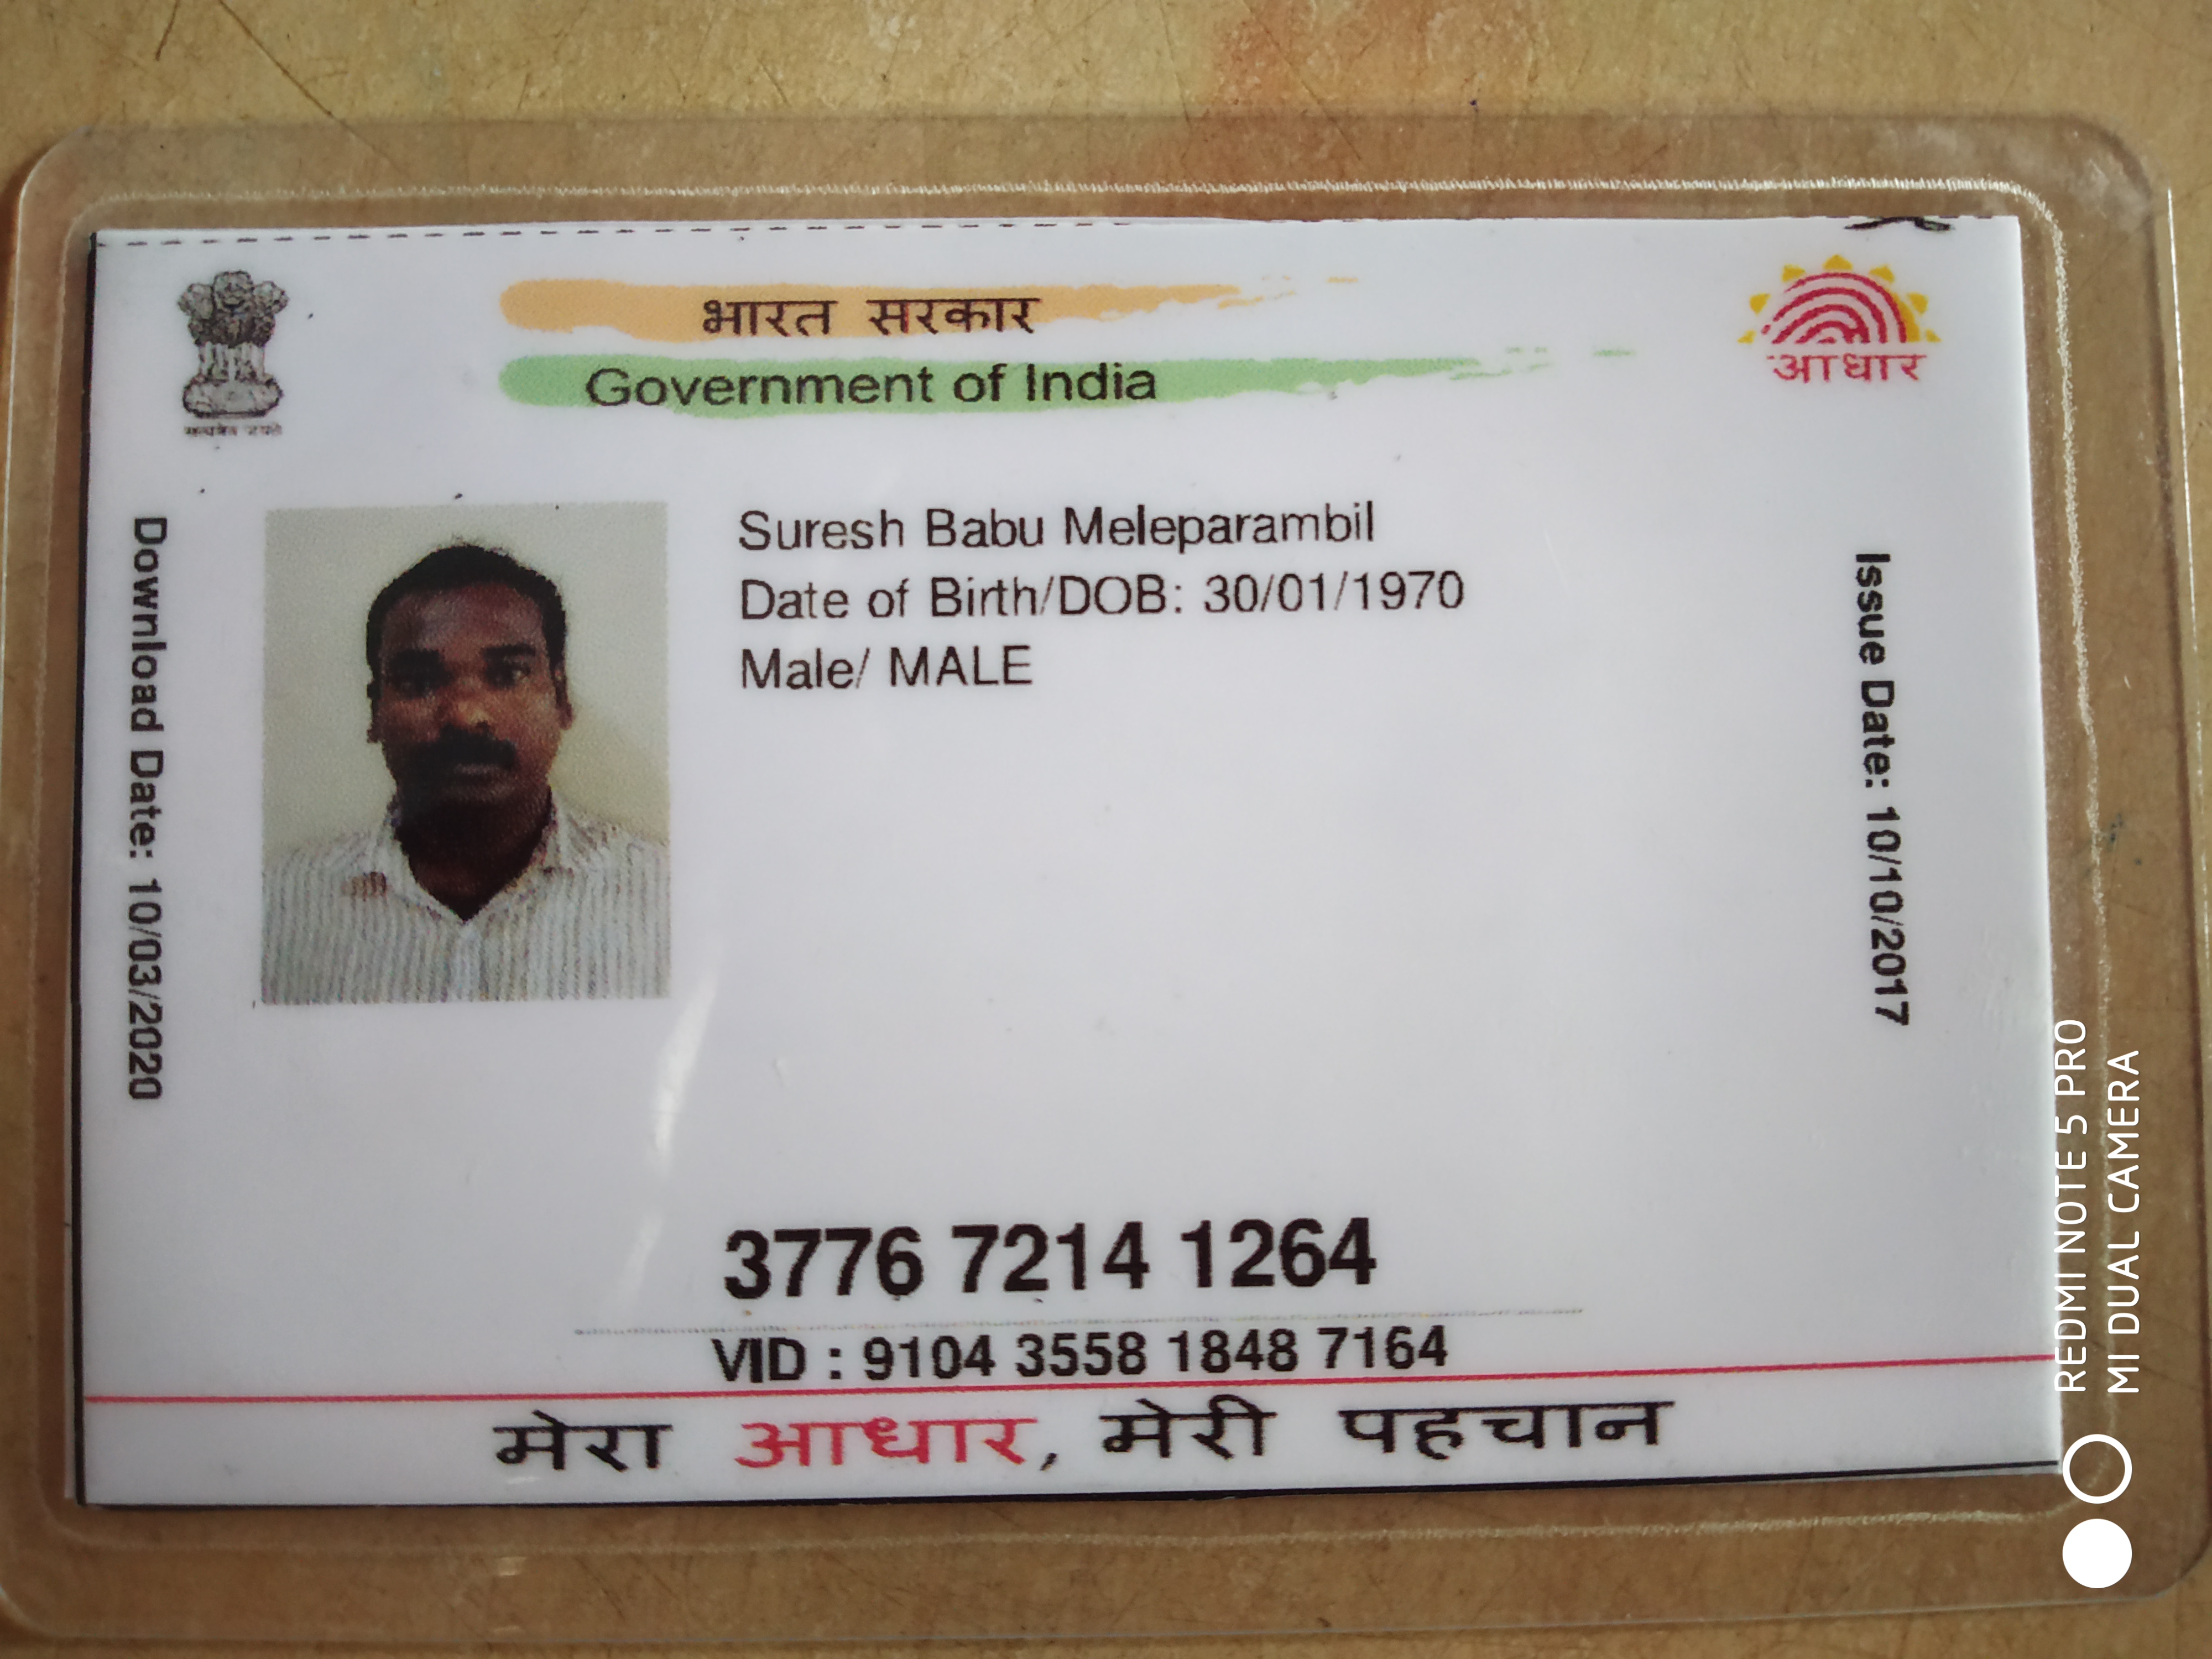 भारत सरकार
Government of India
आधार
Download Date: 10/03/2020
Suresh Babu Meleparambil
Date of Birth/DOB: 30/01/1970
Male/ MALE
Issue Date: 10/10/2017
3776 7214 1264
VID : 9104 3558 1848 7164
मेरा आधार, मेरी पहचान
REDMI NOTE 5 PRO
MI DUAL CAMERA